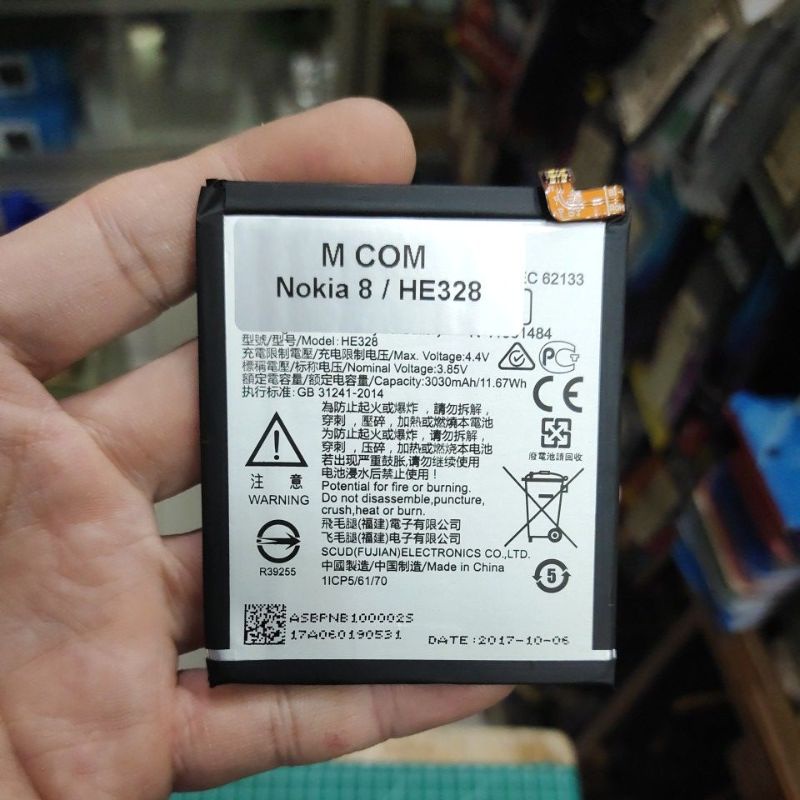 M COM
Nokia 8 / HE328
EC 62133
1484
型號/型号/Model: HE328
充電限制電壓/充电限制电压/Max. Voltage:4.4V
標稱電壓/标称电压/Nominal Voltage:3.85V
額定電容量/额定电容量/Capacity:3030mAh/11.67Wh
执行标准: GB 31241-2014
為防止起火或爆炸，請勿拆解，
穿刺，壓碎，加熱或燃燒本電池
为防止起火或爆炸，请勿拆解，
穿刺，压碎，加热或燃烧本电池
若出现严重鼓胀，请勿继续使用
电池浸水后严禁使用!
Potential for fire or burning.
Do not disassemble,puncture,
crush,heat or burn.
飛毛腿(福建)電子有限公司
飞毛腿(福建)电子有限公司
SCUD(FUJIAN)ELECTRONICS CO.,LTD.
中國製造/中国制造/Made in China
1ICP5/61/70
注 意
WARNING
R39255
CE
廢電池請回收
5
ASBPNB100002S
17A060190531
DATE:2017-10-06